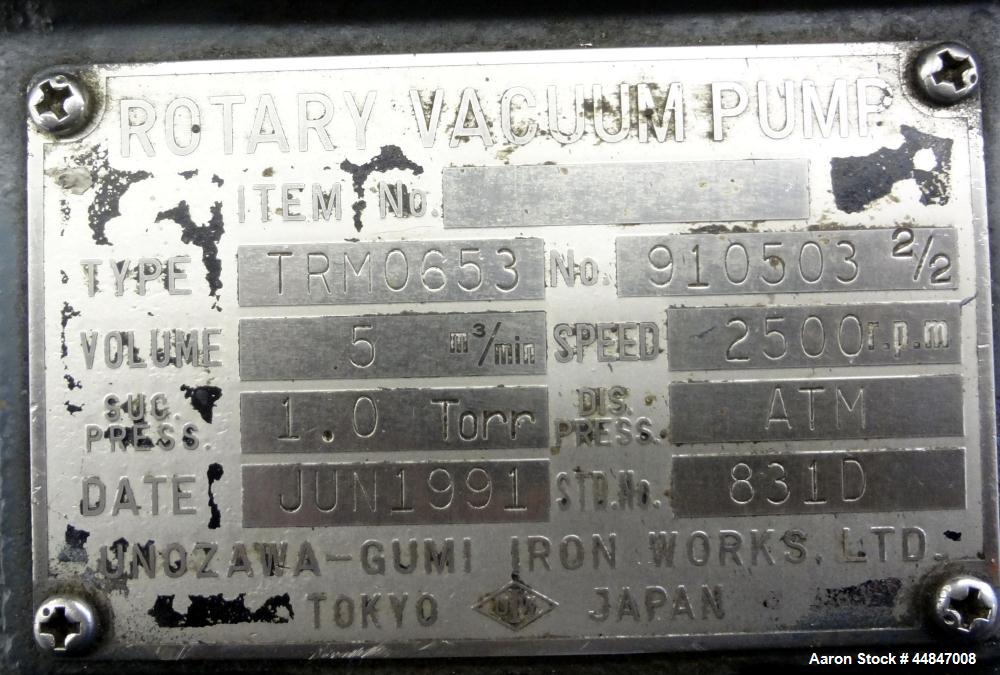 ROTARY VACUUM PUMP
ITEM No.
TYPE TRM0653 No. 910503 2/2
VOLUME 5 m³/min SPEED 2500 r.p.m
SUC. PRESS. 1.0 Torr DIS. PRESS. ATM
DATE JUN1991 STD.No. 831D
UNOZAWA-GUMI IRON WORKS, LTD.
TOKYO JAPAN
Aaron Stock # 44847008